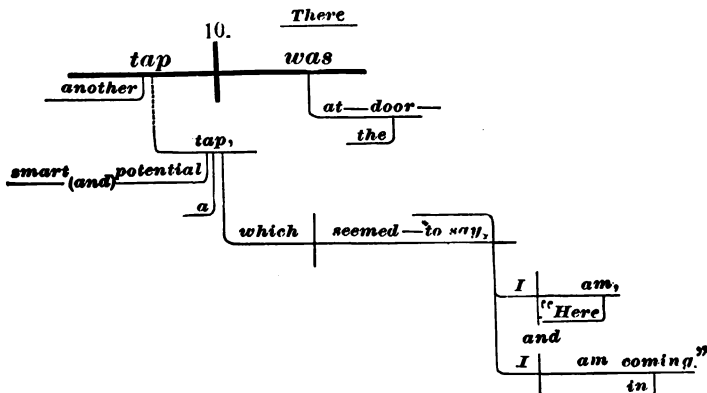 10.
There
tap was
another
at door
the
tap,
smart (and) potential
a
which seemed to say,
I am,
"Here
and
I am coming."
in